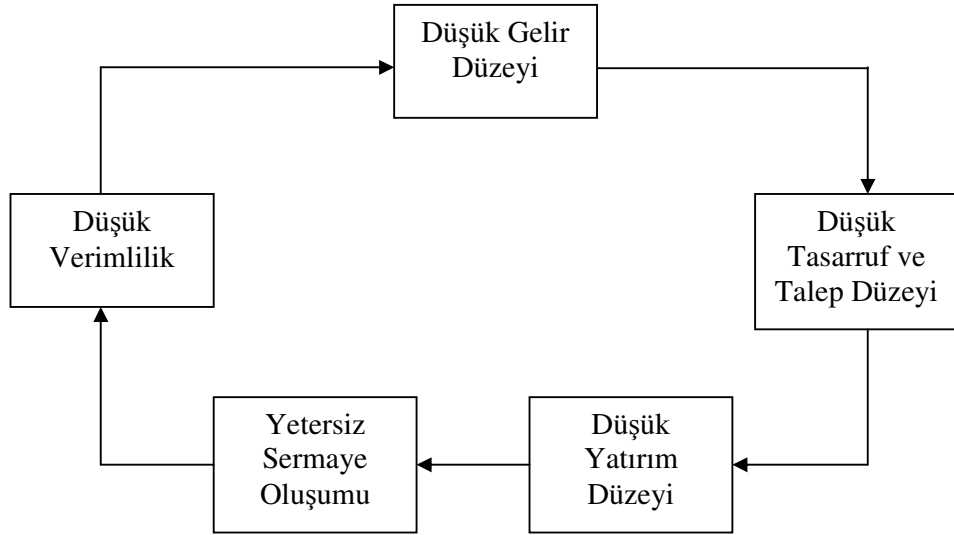 Düşük Gelir
Düzeyi
Düşük
Tasarruf ve
Talep Düzeyi
Düşük
Yatırım
Düzeyi
Yetersiz
Sermaye
Oluşumu
Düşük
Verimlilik